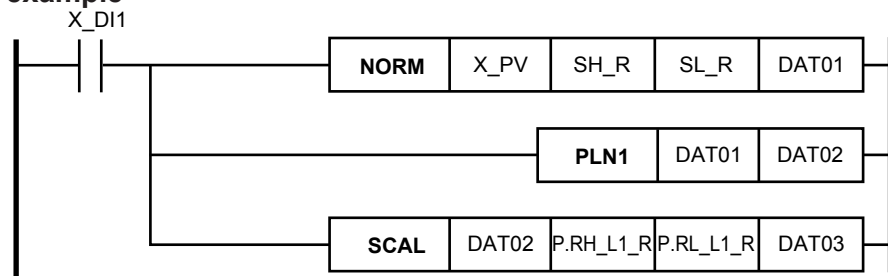 X_DI1
NORM X_PV SH_R SL_R DAT01
PLN1 DAT01 DAT02
SCAL DAT02 P.RH_L1_R P.RL_L1_R DAT03